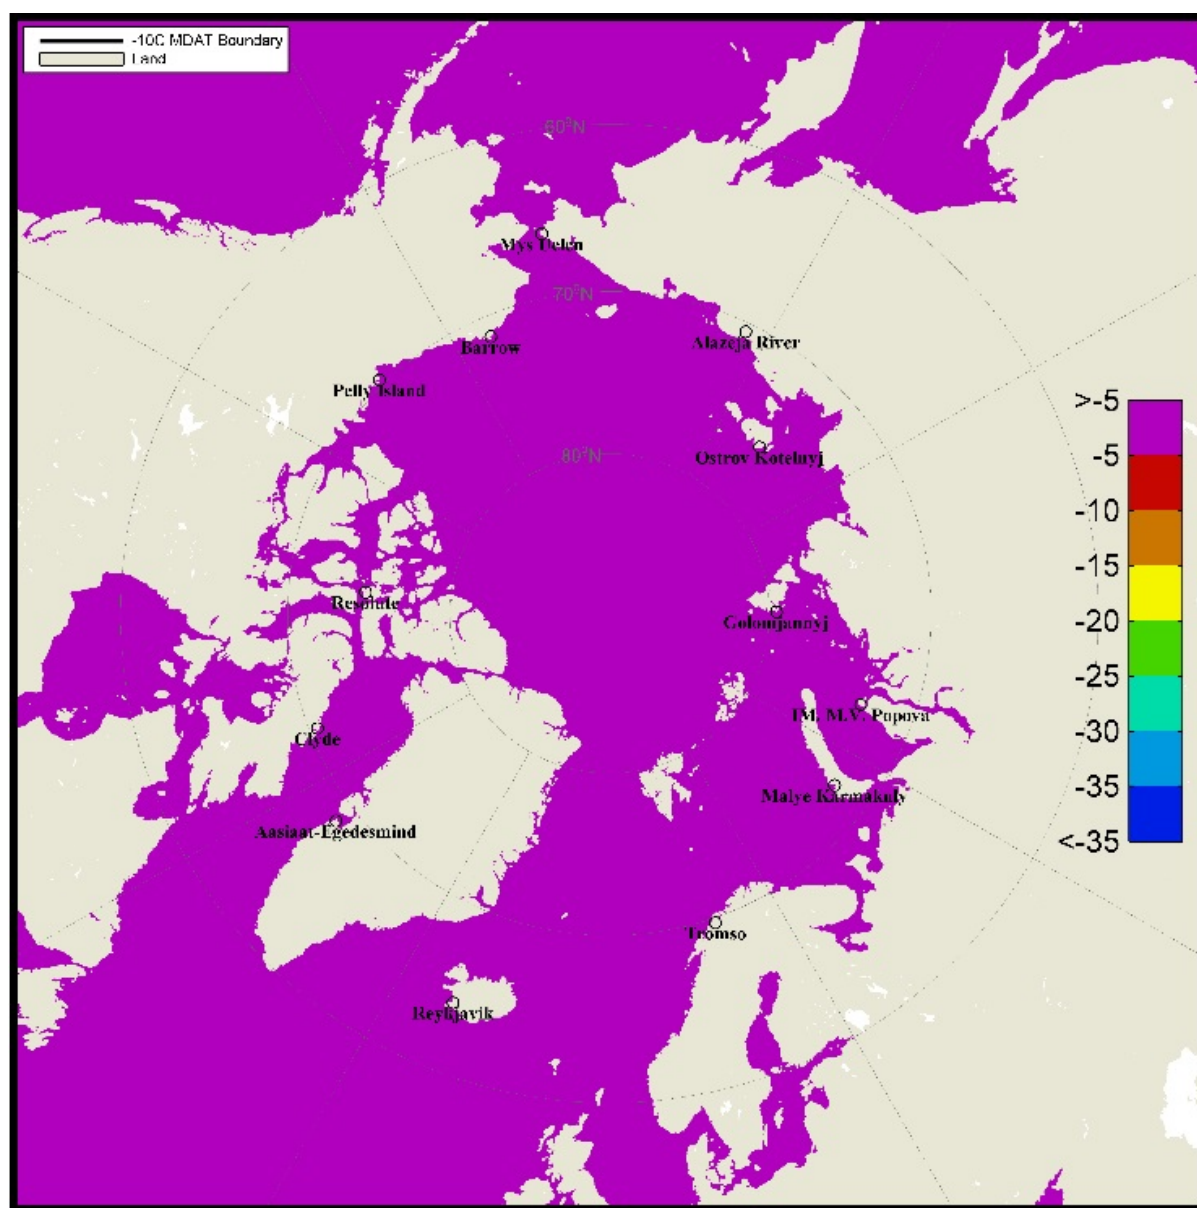 -10C MDAT Boundary
Land
60°N
Mys Uelen
70°N
Barrow
Alazeja River
Pelly Island
>-5
80°N
Ostrov Kotelnyj
-5
-10
-15
Resolute
Golomjannyj
-20
-25
IM. M.V. Popova
-30
Clyde
-35
Malye Karmakuly
Aasiaat-Egedesmind
<-35
Tromso
Reykjavik